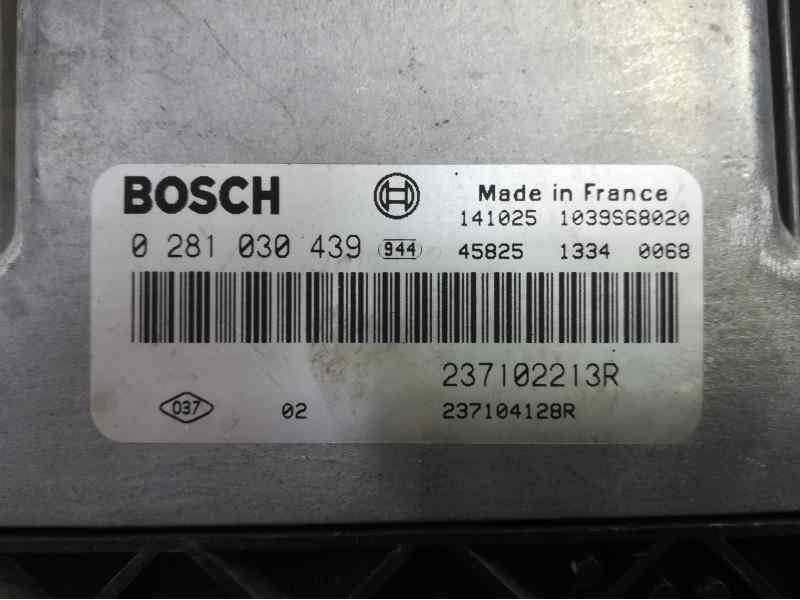 BOSCH Made in France
141025 1039S68020
0 281 030 439 944 45825 1334 0068
237102213R
037 02 237104128R